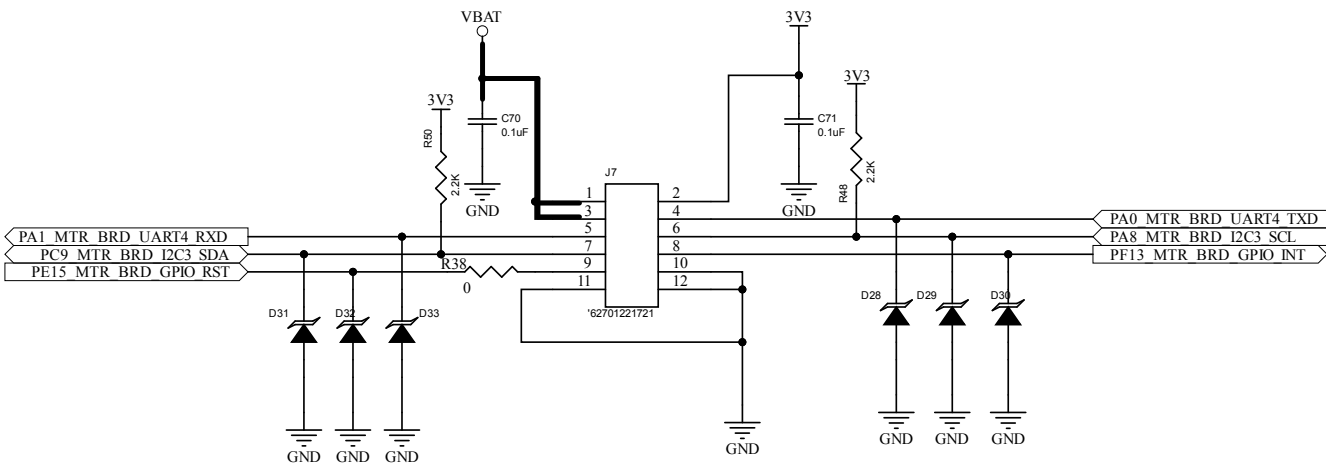 VBAT
3V3
3V3
3V3
C70
0.1uF
C71
0.1uF
R50
2.2K
R48
2.2K
GND
GND
J7
1
2
3
4
5
6
7
8
9
10
11
12
'62701221721
PA1_MTR_BRD_UART4_RXD
PC9_MTR_BRD_I2C3_SDA
PE15_MTR_BRD_GPIO_RST
R38
0
PA0_MTR_BRD_UART4_TXD
PA8_MTR_BRD_I2C3_SCL
PF13_MTR_BRD_GPIO_INT
D31
D32
D33
D28
D29
D30
GND
GND
GND
GND
GND
GND
GND